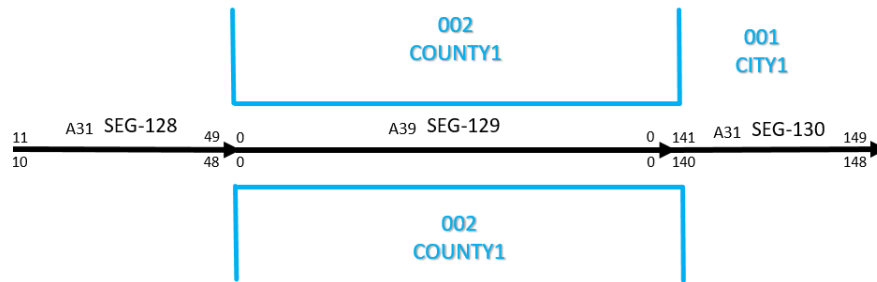 002
COUNTY1
001
CITY1
11 A31 SEG-128 49 0 A39 SEG-129 0 141 A31 SEG-130 149
10 48 0 0 140 148
002
COUNTY1